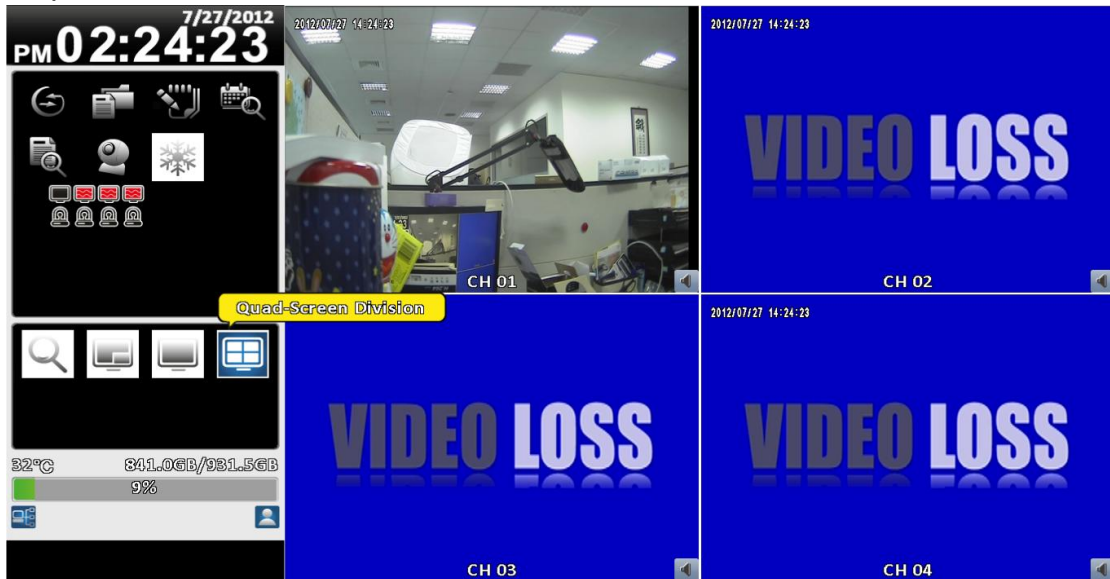 7/27/2012
PM 02:24:23
32°C
841.0GB/931.5GB
9%
Quad-Screen Division
2012/07/27 14:24:23
CH 01
2012/07/27 14:24:23
VIDEO LOSS
CH 02
VIDEO LOSS
CH 03
2012/07/27 14:24:23
VIDEO LOSS
CH 04